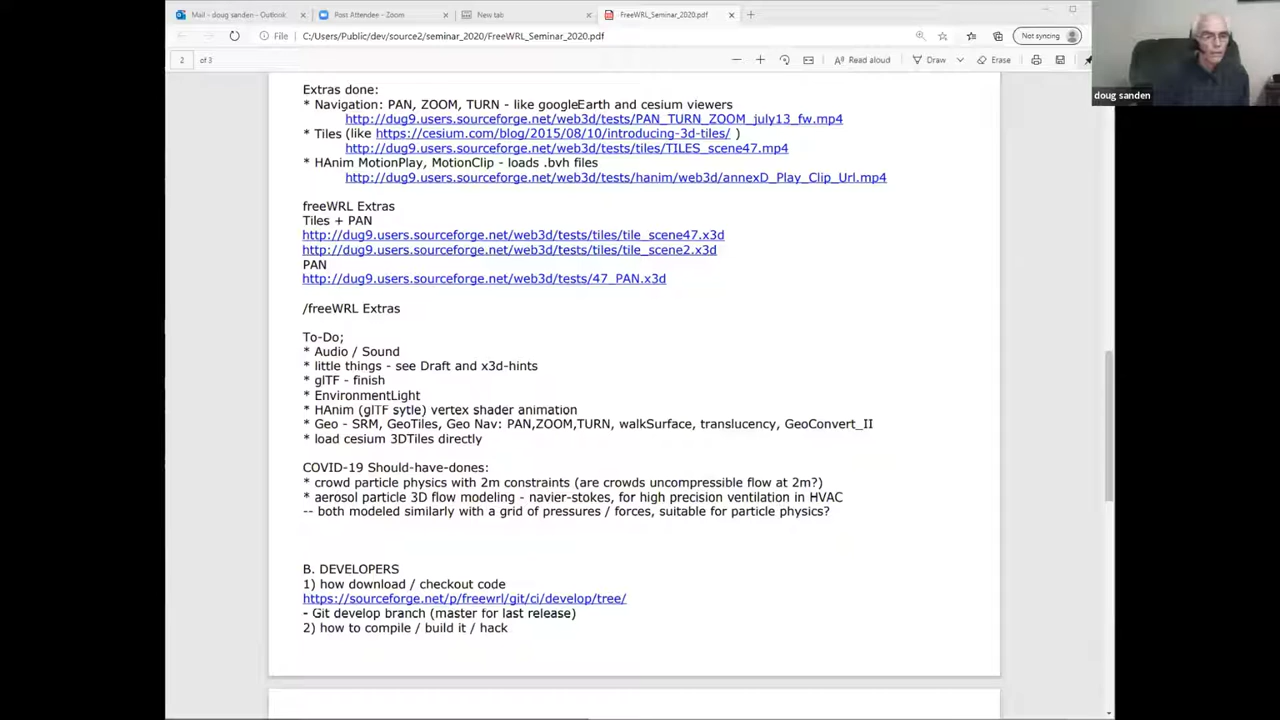 Mail - doug sanden - Outlook
Post Attendee - Zoom
New tab
FreeWRL_Seminar_2020.pdf
File
C:/Users/Public/dev/source2/seminar_2020/FreeWRL_Seminar_2020.pdf
Not syncing
2 of 3
Read aloud
Draw
Erase
doug sanden
Extras done:
* Navigation: PAN, ZOOM, TURN - like googleEarth and cesium viewers
http://dug9.users.sourceforge.net/web3d/tests/PAN_TURN_ZOOM_july13_fw.mp4
* Tiles (like https://cesium.com/blog/2015/08/10/introducing-3d-tiles/ )
http://dug9.users.sourceforge.net/web3d/tests/tiles/TILES_scene47.mp4
* HAnim MotionPlay, MotionClip - loads .bvh files
http://dug9.users.sourceforge.net/web3d/tests/hanim/web3d/annexD_Play_Clip_Url.mp4
freeWRL Extras
Tiles + PAN
http://dug9.users.sourceforge.net/web3d/tests/tiles/tile_scene47.x3d
http://dug9.users.sourceforge.net/web3d/tests/tiles/tile_scene2.x3d
PAN
http://dug9.users.sourceforge.net/web3d/tests/47_PAN.x3d
/freeWRL Extras
To-Do;
* Audio / Sound
* little things - see Draft and x3d-hints
* glTF - finish
* EnvironmentLight
* HAnim (glTF sytle) vertex shader animation
* Geo - SRM, GeoTiles, Geo Nav: PAN,ZOOM,TURN, walkSurface, translucency, GeoConvert_II
* load cesium 3DTiles directly
COVID-19 Should-have-dones:
* crowd particle physics with 2m constraints (are crowds uncompressible flow at 2m?)
* aerosol particle 3D flow modeling - navier-stokes, for high precision ventilation in HVAC
-- both modeled similarly with a grid of pressures / forces, suitable for particle physics?
B. DEVELOPERS
1) how download / checkout code
https://sourceforge.net/p/freewrl/git/ci/develop/tree/
- Git develop branch (master for last release)
2) how to compile / build it / hack